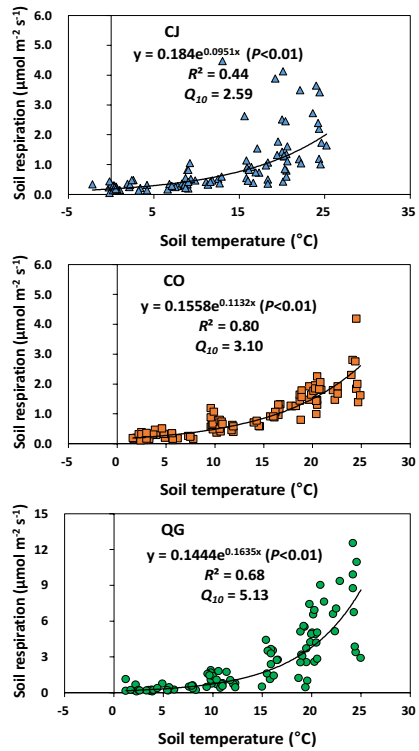 6.0
5.0
4.0
3.0
2.0
1.0
0.0
Soil respiration (µmol m⁻² s⁻¹)
CJ
y = 0.184e^0.0951x (P<0.01)
R² = 0.44
Q₁₀ = 2.59
-5 5 15 25 35
Soil temperature (°C)
6.0
5.0
4.0
3.0
2.0
1.0
0.0
Soil respiration (µmol m⁻² s⁻¹)
CO
y = 0.1558e^0.1132x (P<0.01)
R² = 0.80
Q₁₀ = 3.10
-5 0 5 10 15 20 25 30
Soil temperature (°C)
15
12
9
6
3
0
Soil respiration (µmol m⁻² s⁻¹)
QG
y = 0.1444e^0.1635x (P<0.01)
R² = 0.68
Q₁₀ = 5.13
-5 0 5 10 15 20 25 30
Soil temperature (°C)